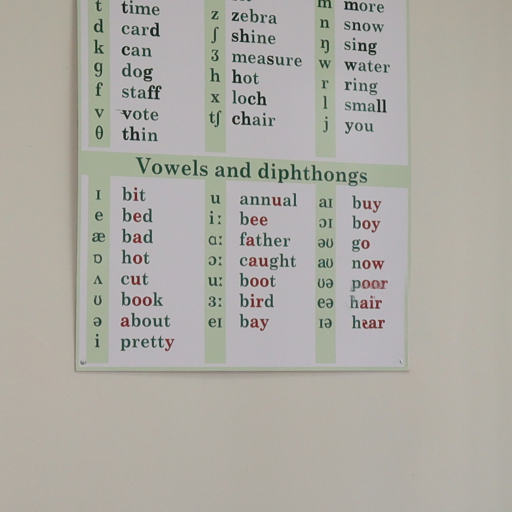 t time
d card
k can
g dog
f staff
v vote
θ thin
z zebra
ʃ shine
ʒ measure
h hot
x loch
tʃ chair
m more
n snow
ŋ sing
w water
r ring
l small
j you
Vowels and diphthongs
ɪ bit
e bed
æ bad
ɒ hot
ʌ cut
ʊ book
ə about
i pretty
u annual
iː bee
ɑː father
ɔː caught
uː boot
ɜː bird
eɪ bay
aɪ buy
ɔɪ boy
əʊ go
aʊ now
ʊə poor
eə hair
ɪə hear